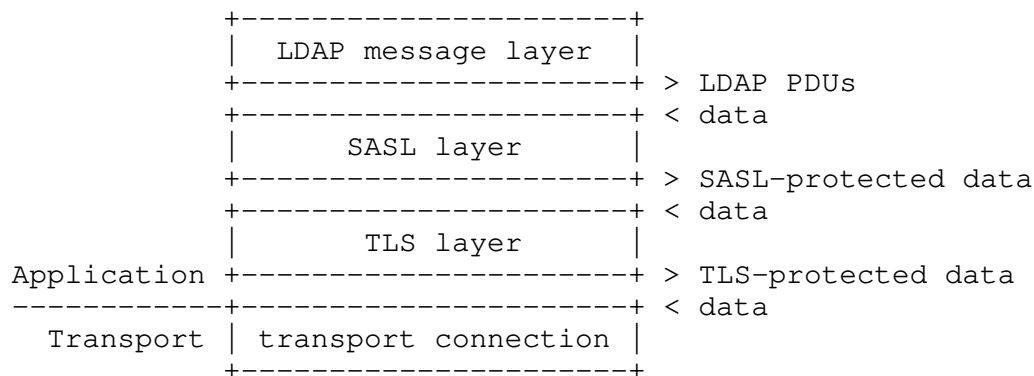 +----------------------+
                  |  LDAP message layer  |
                  +----------------------+ > LDAP PDUs
                  +----------------------+ < data
                  |      SASL layer      |
                  +----------------------+ > SASL-protected data
                  +----------------------+ < data
                  |       TLS layer      |
      Application +----------------------+ > TLS-protected data
      ------------+----------------------+ < data
        Transport | transport connection |
                  +----------------------+